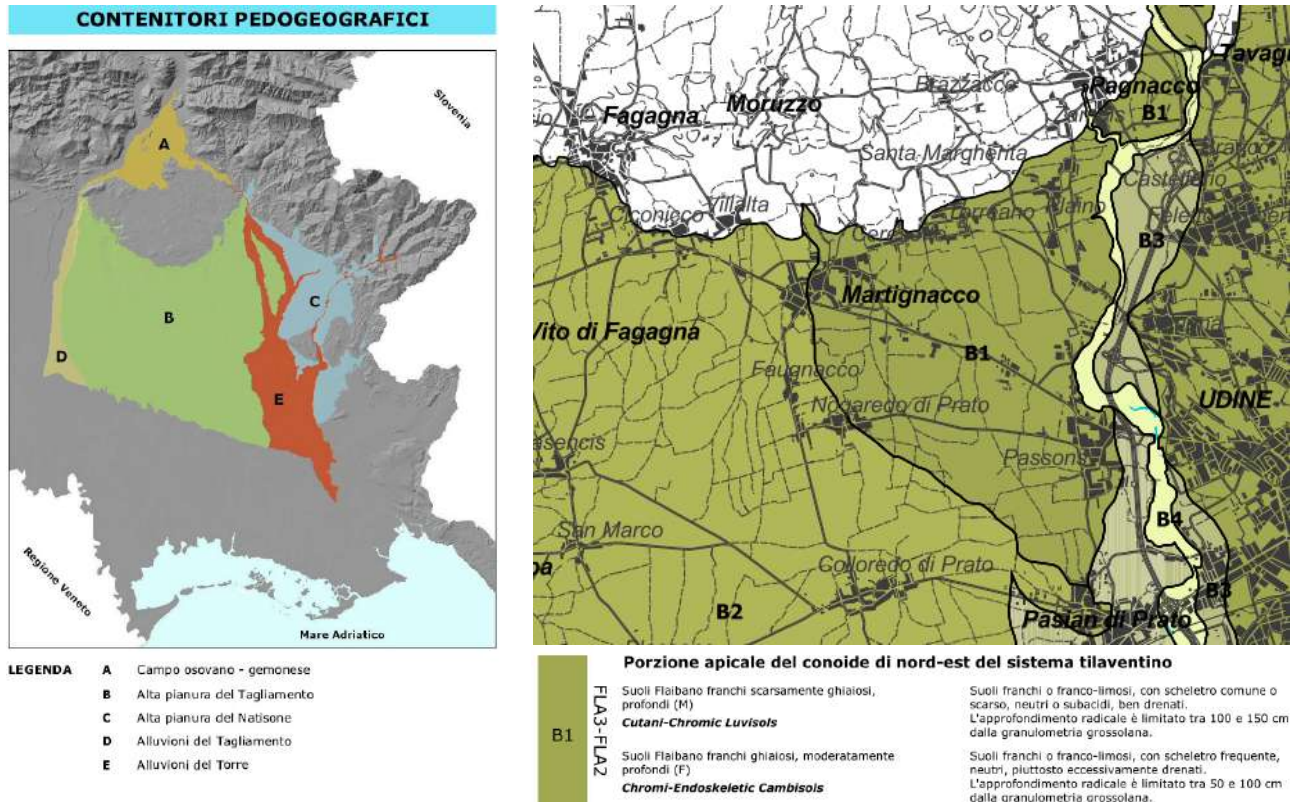 CONTENITORI PEDOGEOGRAFICI
Slovenia
A
B
C
D
E
Regione Veneto
Mare Adriatico
LEGENDA
A Campo osovano - gemonese
B Alta pianura del Tagliamento
C Alta pianura del Natisone
D Alluvioni del Tagliamento
E Alluvioni del Torre
Pagnacco
B1
Brazzacco
Moruzzo
Fagagna
Santa Margherita
Castellerio
Villalta
Ciconicco
B3
Martignacco
Vito di Fagagna
B1
Faugnacco
UDINE
Nogaredo di Prato
Passons
San Marco
B4
Colloredo di Prato
B2
B3
Pasian di Prato
Porzione apicale del conoide di nord-est del sistema tilaventino
B1
FLA3-FLA2
Suoli Flaibano franchi scarsamente ghiaiosi,
profondi (M)
Cutani-Chromic Luvisols
Suoli franchi o franco-limosi, con scheletro comune o
scarso, neutri o subacidi, ben drenati.
L'approfondimento radicale è limitato tra 100 e 150 cm
dalla granulometria grossolana.
Suoli Flaibano franchi ghiaiosi, moderatamente
profondi (F)
Chromi-Endoskeletic Cambisols
Suoli franchi o franco-limosi, con scheletro frequente,
neutri, piuttosto eccessivamente drenati.
L'approfondimento radicale è limitato tra 50 e 100 cm
dalla granulometria grossolana.